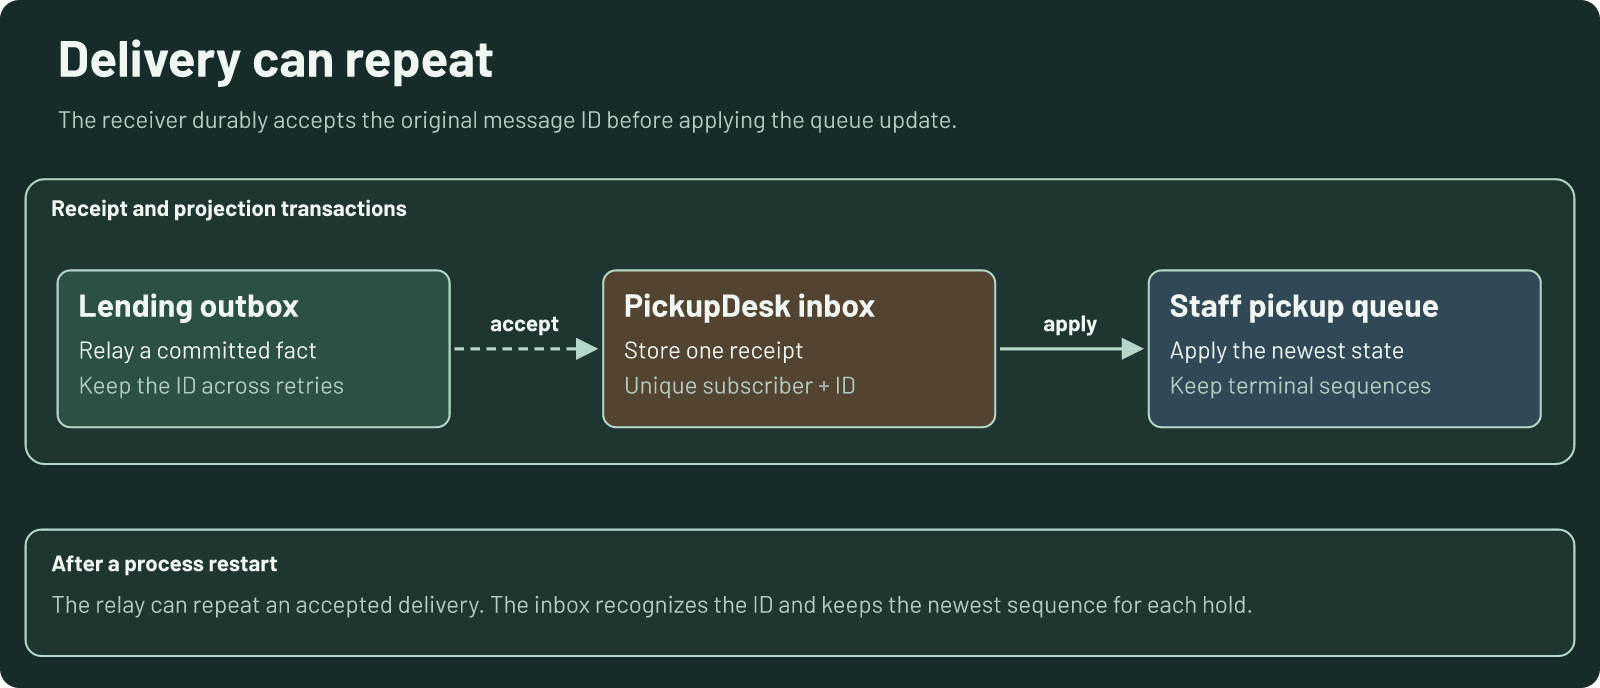 Delivery can repeat
The receiver durably accepts the original message ID before applying the queue update.
Receipt and projection transactions
Lending outbox
Relay a committed fact
Keep the ID across retries
accept
PickupDesk inbox
Store one receipt
Unique subscriber + ID
apply
Staff pickup queue
Apply the newest state
Keep terminal sequences
After a process restart
The relay can repeat an accepted delivery. The inbox recognizes the ID and keeps the newest sequence for each hold.